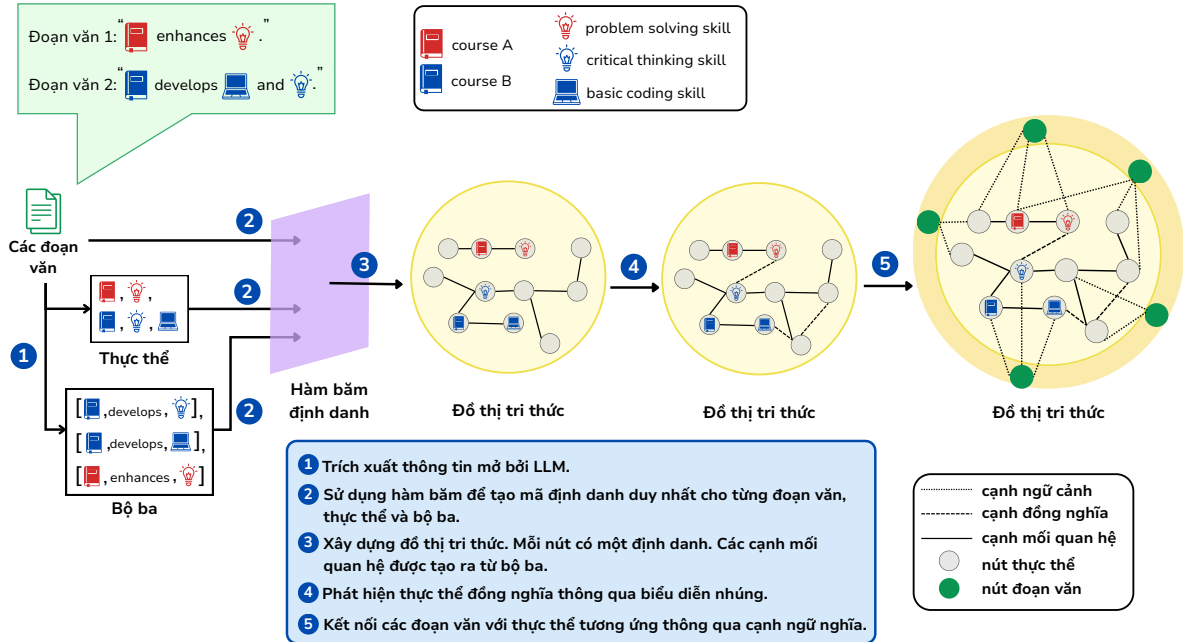 Đoạn văn 1: “ enhances .”
Đoạn văn 2: “ develops and .”
course A
course B
problem solving skill
critical thinking skill
basic coding skill
Các đoạn
văn
1
2
2
2
, ,
, ,
Thực thể
[ ,develops, ],
[ ,develops, ],
[ ,enhances, ]
Bộ ba
Hàm băm
định danh
3
Đồ thị tri thức
4
Đồ thị tri thức
5
Đồ thị tri thức
1 Trích xuất thông tin mở bởi LLM.
2 Sử dụng hàm băm để tạo mã định danh duy nhất cho từng đoạn văn,
thực thể và bộ ba.
3 Xây dựng đồ thị tri thức. Mỗi nút có một định danh. Các cạnh mối
quan hệ được tạo ra từ bộ ba.
4 Phát hiện thực thể đồng nghĩa thông qua biểu diễn nhúng.
5 Kết nối các đoạn văn với thực thể tương ứng thông qua cạnh ngữ nghĩa.
cạnh ngữ cảnh
cạnh đồng nghĩa
cạnh mối quan hệ
nút thực thể
nút đoạn văn